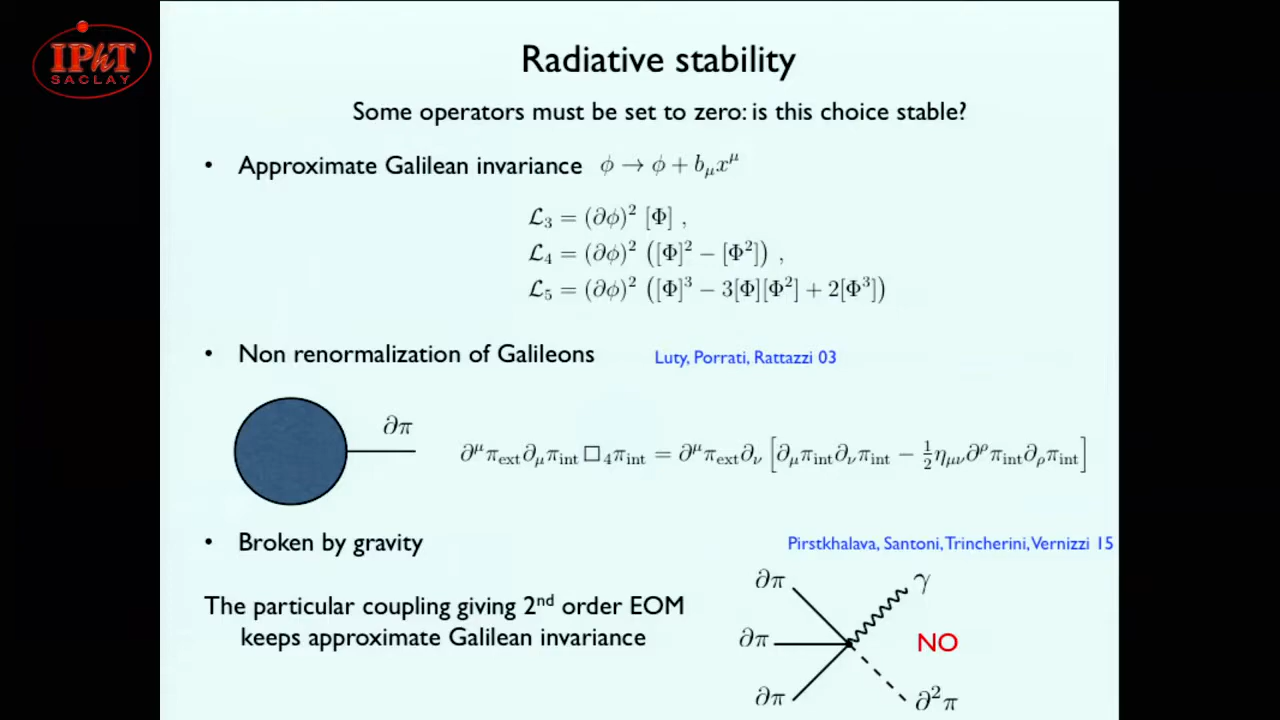 IPhT
SACLAY
Radiative stability
Some operators must be set to zero: is this choice stable?
• Approximate Galilean invariance ϕ → ϕ + b_μ x^μ
ℒ₃ = (∂ϕ)² [Φ] ,
ℒ₄ = (∂ϕ)² ([Φ]² − [Φ²]) ,
ℒ₅ = (∂ϕ)² ([Φ]³ − 3[Φ][Φ²] + 2[Φ³])
• Non renormalization of Galileons Luty, Porrati, Rattazzi 03
∂π
∂^μ π_ext ∂_μ π_int □₄ π_int = ∂^μ π_ext ∂_ν [∂_μ π_int ∂_ν π_int − ½ η_μν ∂^ρ π_int ∂_ρ π_int]
• Broken by gravity Pirstkhalava, Santoni, Trincherini, Vernizzi 15
The particular coupling giving 2nd order EOM
keeps approximate Galilean invariance
∂π γ
∂π NO
∂π ∂²π